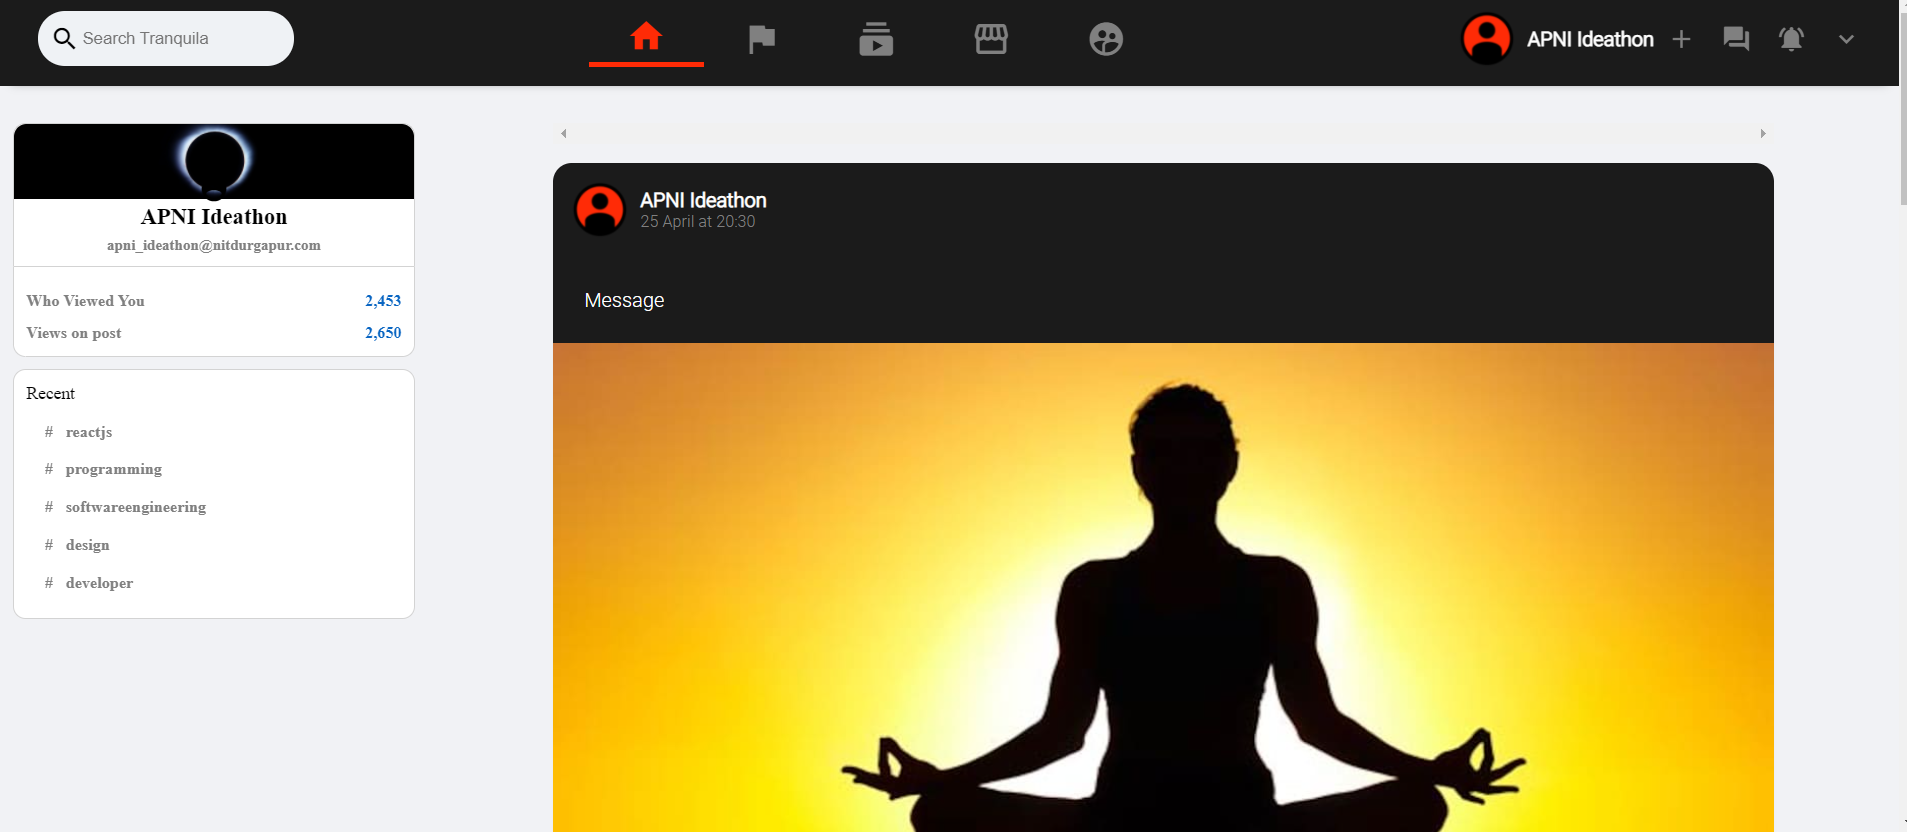 Search Tranquila
APNI Ideathon
APNI Ideathon
apni_ideathon@nitdurgapur.com
Who Viewed You 2,453
Views on post 2,650
Recent
# reactjs
# programming
# softwareengineering
# design
# developer
APNI Ideathon
25 April at 20:30
Message